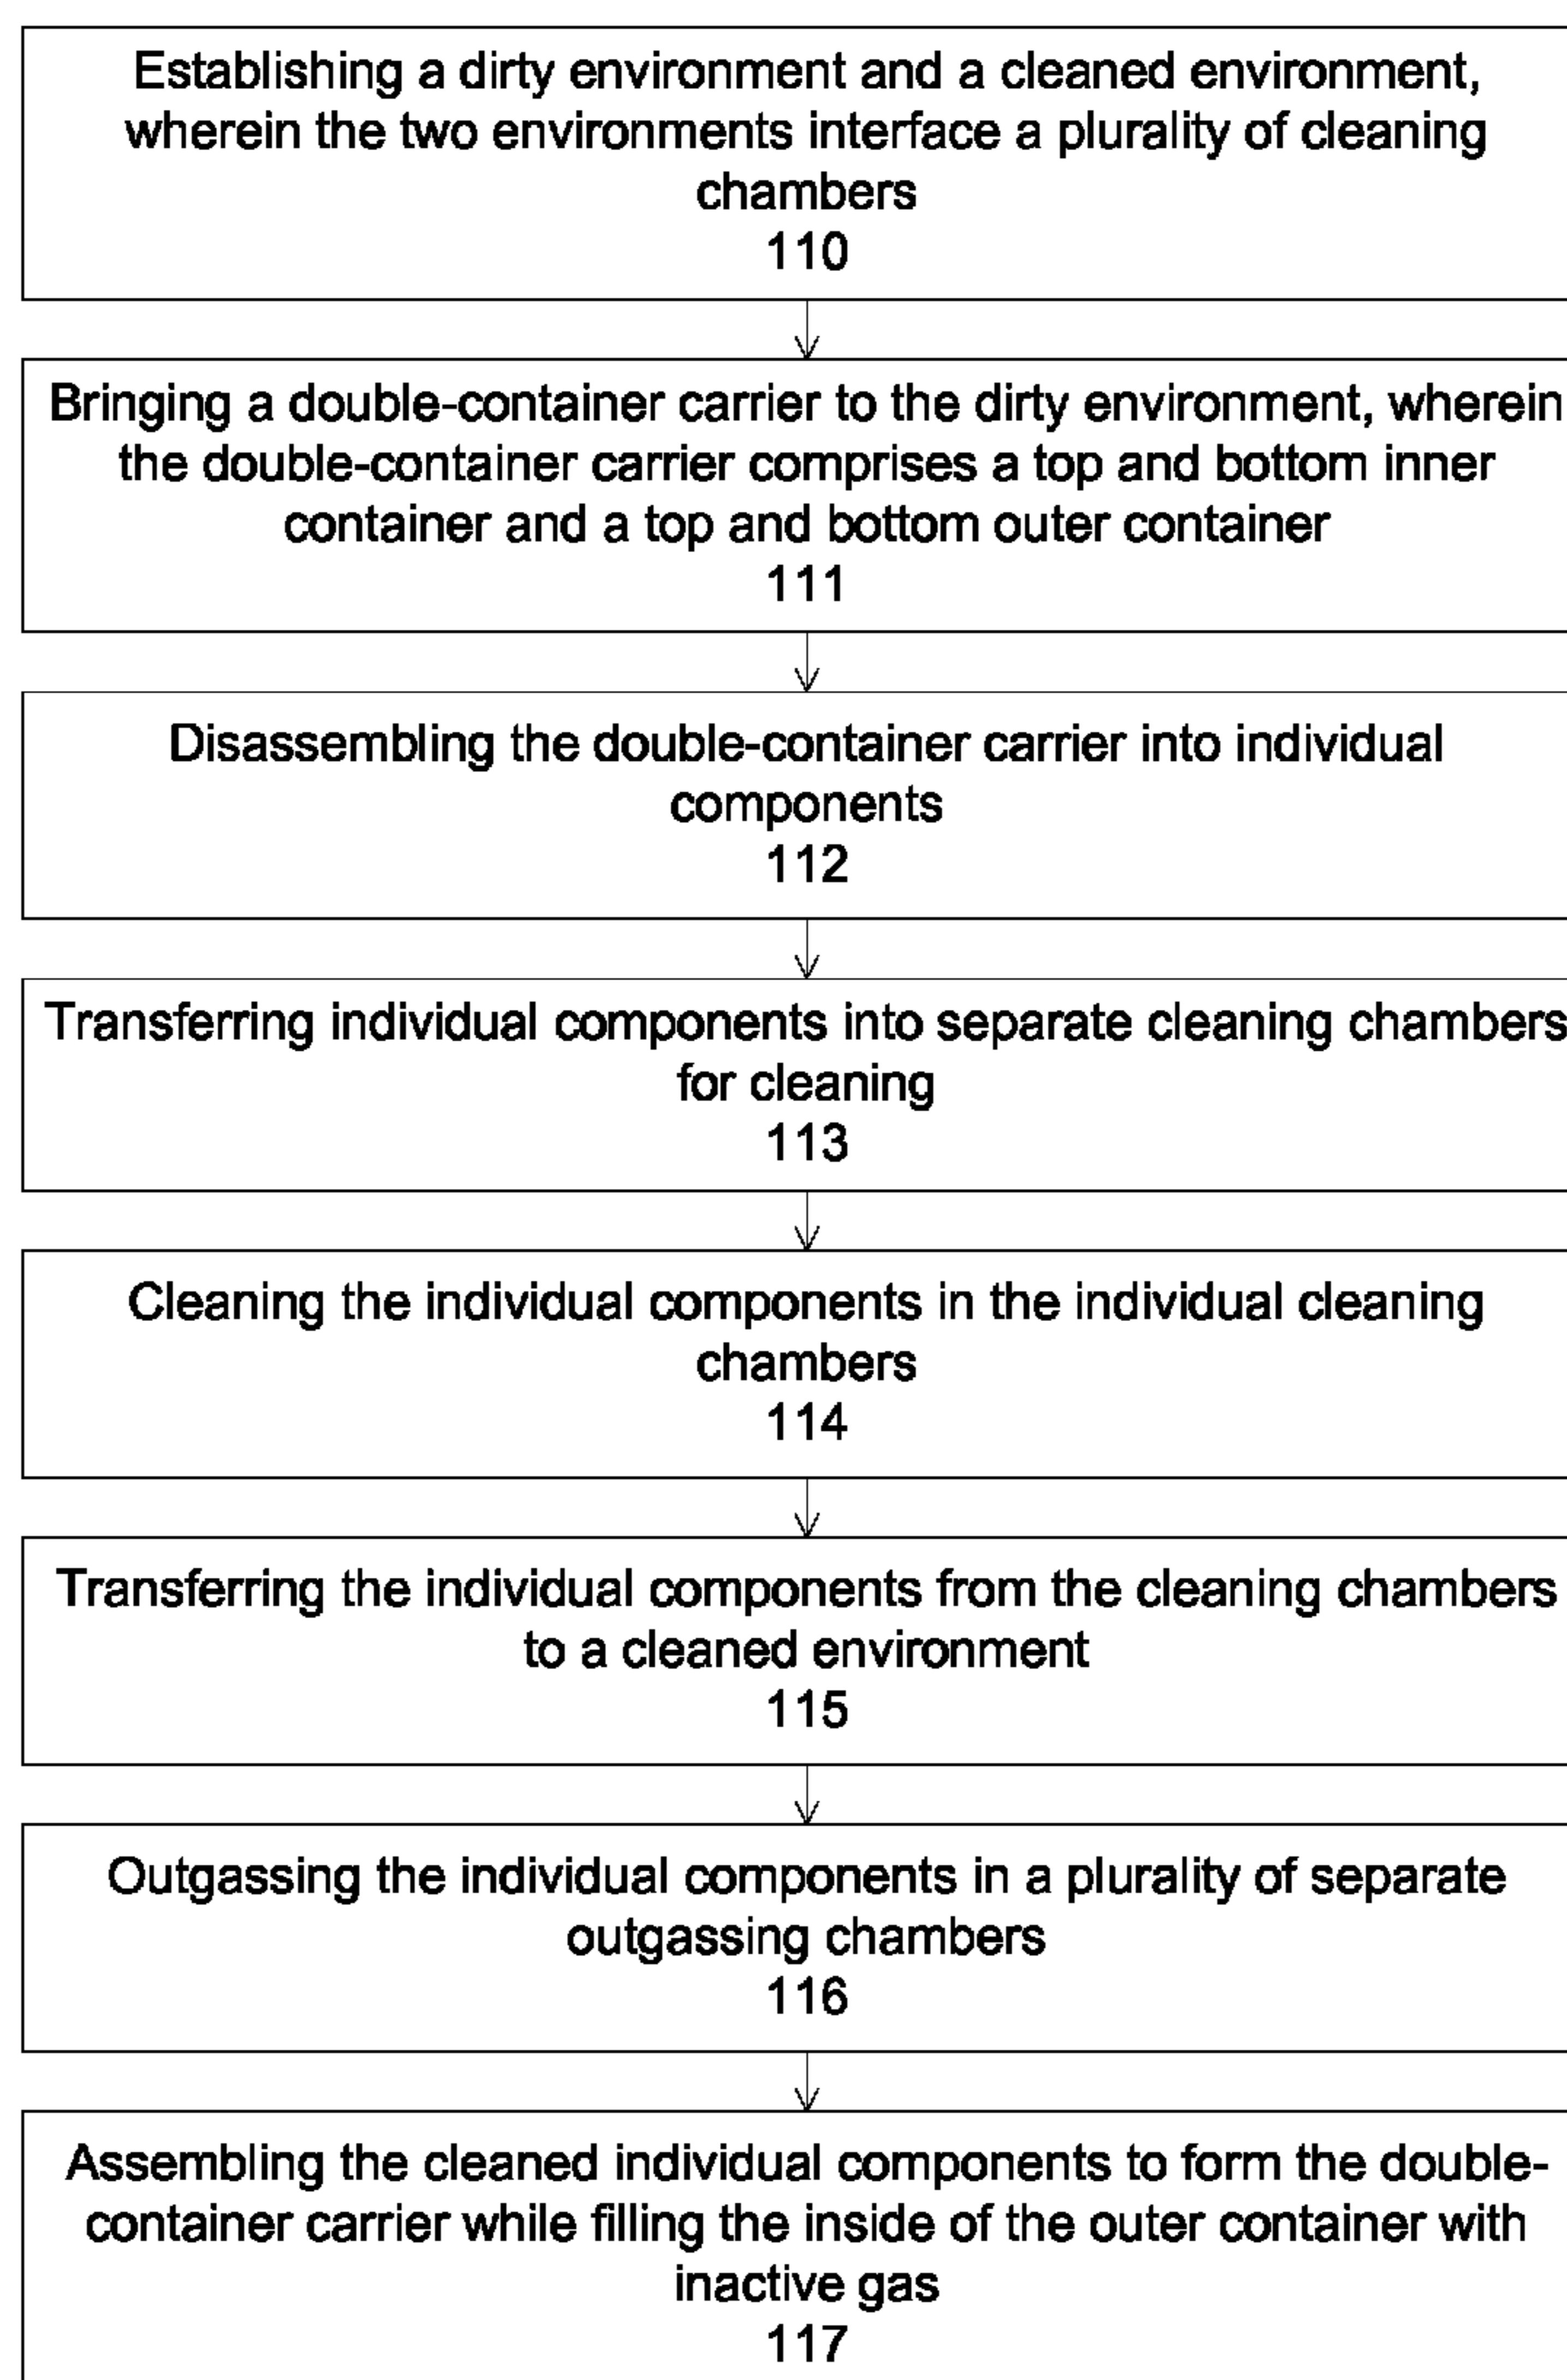 Establishing a dirty environment and a cleaned environment,
wherein the two environments interface a plurality of cleaning
chambers
110
Bringing a double-container carrier to the dirty environment, wherein
the double-container carrier comprises a top and bottom inner
container and a top and bottom outer container
111
Disassembling the double-container carrier into individual
components
112
Transferring individual components into separate cleaning chambers
for cleaning
113
Cleaning the individual components in the individual cleaning
chambers
114
Transferring the individual components from the cleaning chambers
to a cleaned environment
115
Outgassing the individual components in a plurality of separate
outgassing chambers
116
Assembling the cleaned individual components to form the double-
container carrier while filling the inside of the outer container with
inactive gas
117